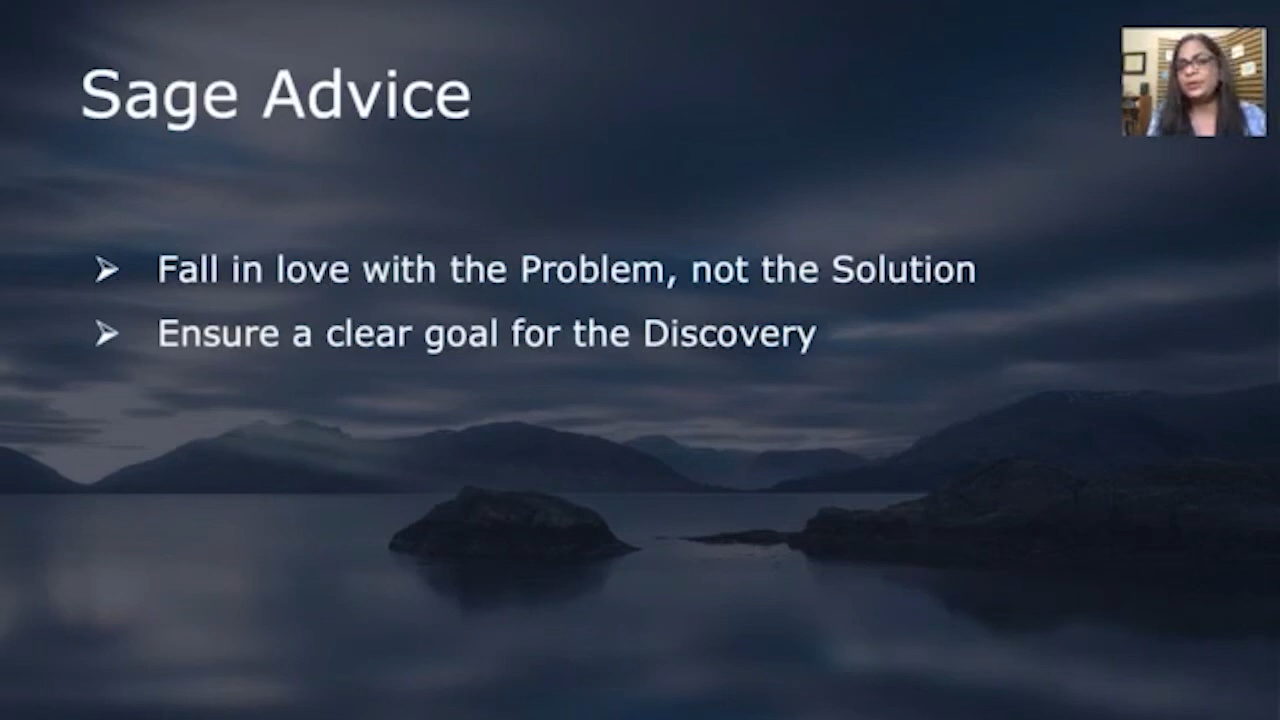 Sage Advice
➢ Fall in love with the Problem, not the Solution
➢ Ensure a clear goal for the Discovery